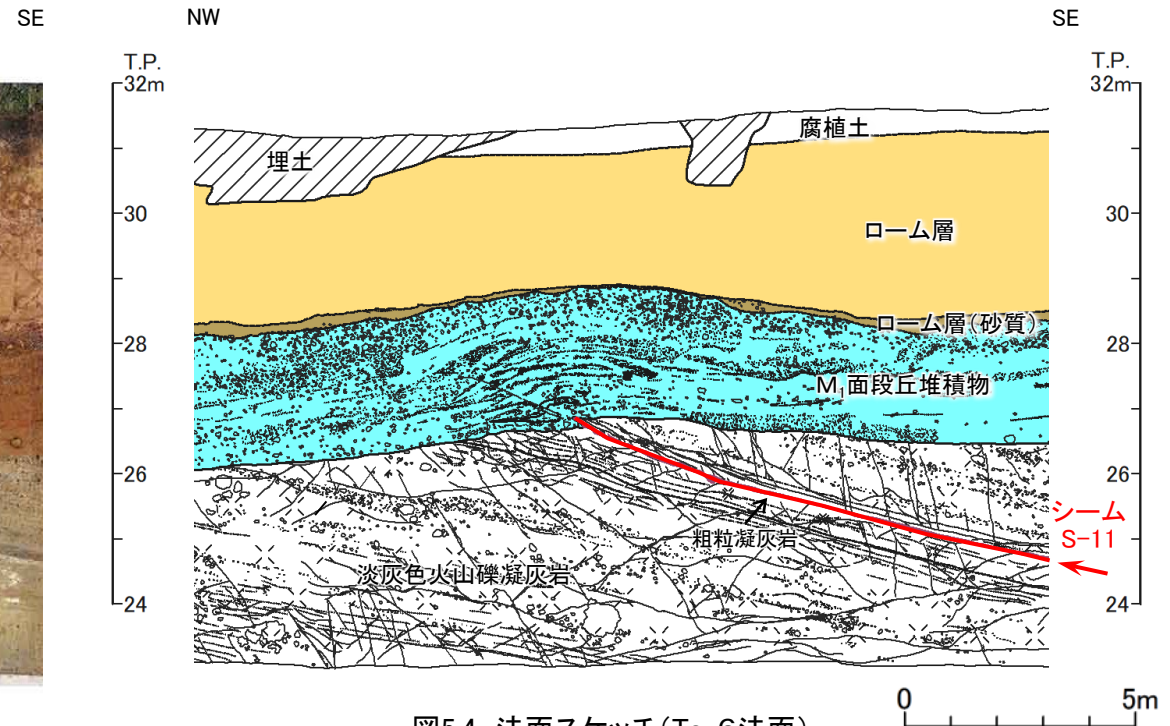 SE
NW
SE
T.P.
32m
30
28
26
24
T.P.
32m
30
28
26
24
埋土
腐植土
ローム層
ローム層(砂質)
M1面段丘堆積物
粗粒凝灰岩
淡灰色火山礫凝灰岩
シーム
S-11
0
5m